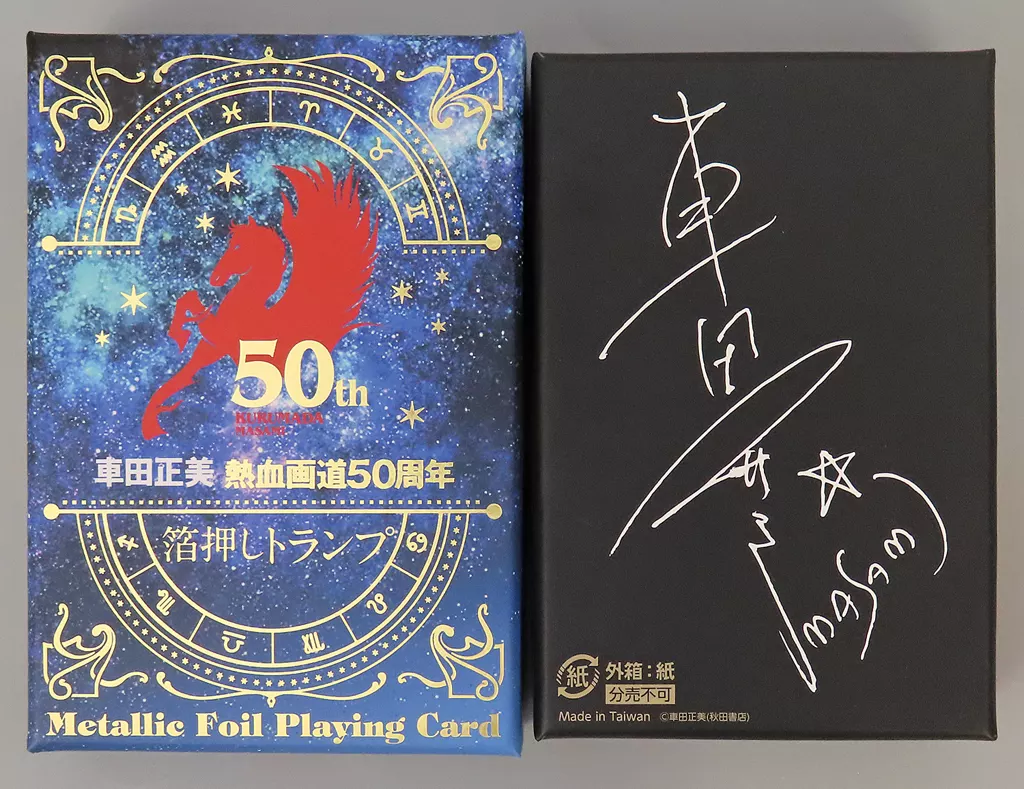 50th
KURUMADA
MASAMI
車田正美 熱血画道50周年
箔押しトランプ
Metallic Foil Playing Card
車田正美
masami
紙 外箱：紙
分売不可
Made in Taiwan ©車田正美(秋田書店)